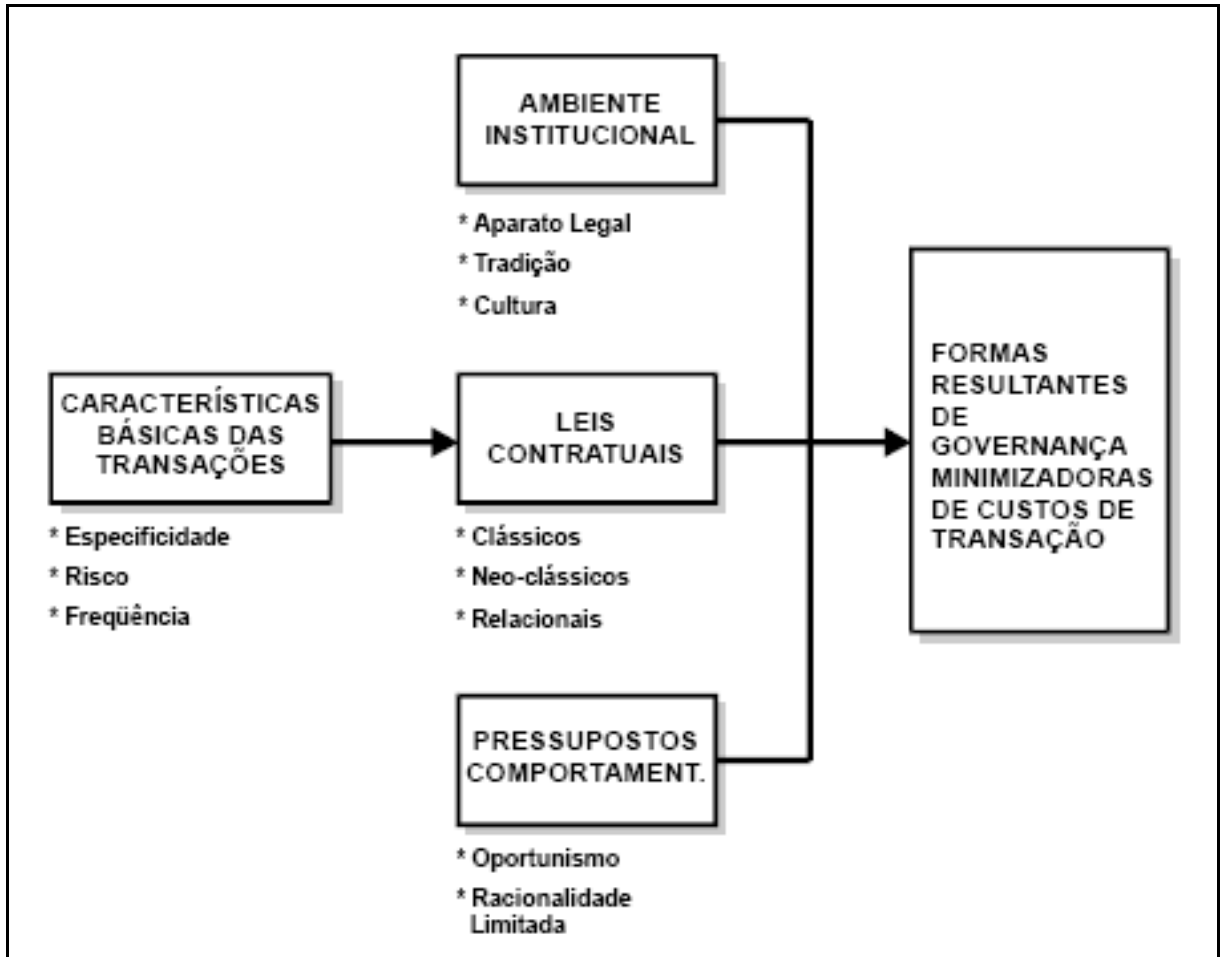 AMBIENTE
INSTITUCIONAL
* Aparato Legal
* Tradição
* Cultura
CARACTERÍSTICAS
BÁSICAS DAS
TRANSAÇÕES
* Especificidade
* Risco
* Freqüência
LEIS
CONTRATUAIS
* Clássicos
* Neo-clássicos
* Relacionais
PRESSUPOSTOS
COMPORTAMENT.
* Oportunismo
* Racionalidade
Limitada
FORMAS
RESULTANTES
DE
GOVERNANÇA
MINIMIZADORAS
DE CUSTOS DE
TRANSAÇÃO